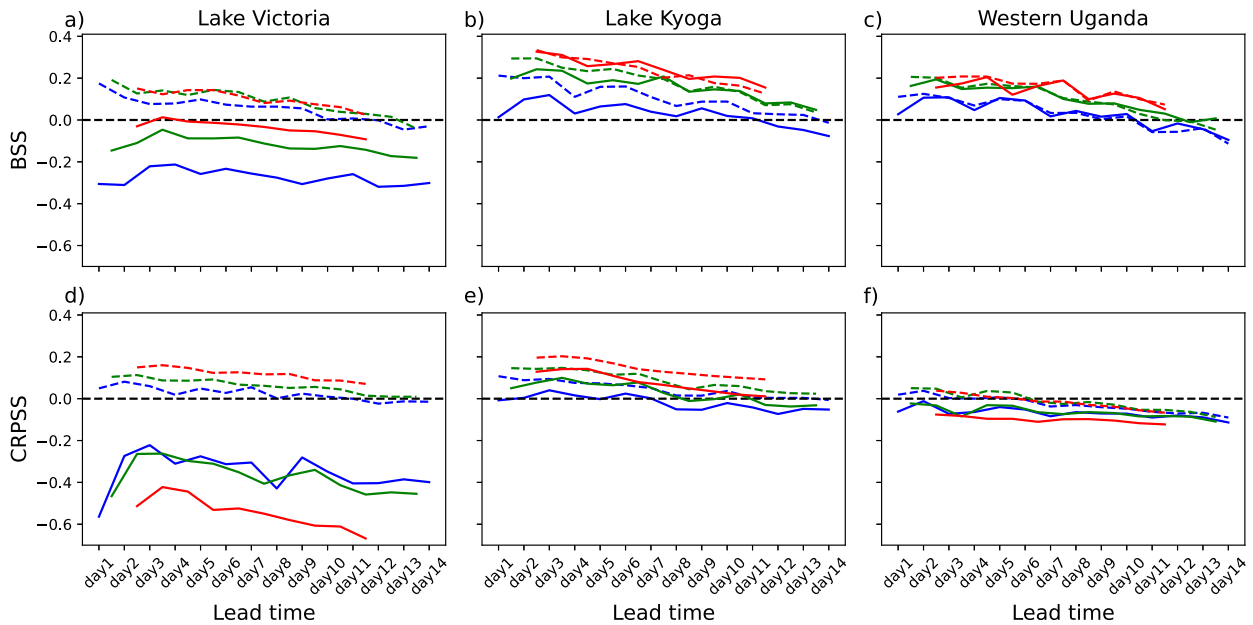 a) Lake Victoria b) Lake Kyoga c) Western Uganda
BSS
0.4
0.2
0.0
−0.2
−0.4
−0.6
d) e) f)
CRPSS
0.4
0.2
0.0
−0.2
−0.4
−0.6
day1 day2 day3 day4 day5 day6 day7 day8 day9 day10 day11 day12 day13 day14
day1 day2 day3 day4 day5 day6 day7 day8 day9 day10 day11 day12 day13 day14
day1 day2 day3 day4 day5 day6 day7 day8 day9 day10 day11 day12 day13 day14
Lead time Lead time Lead time